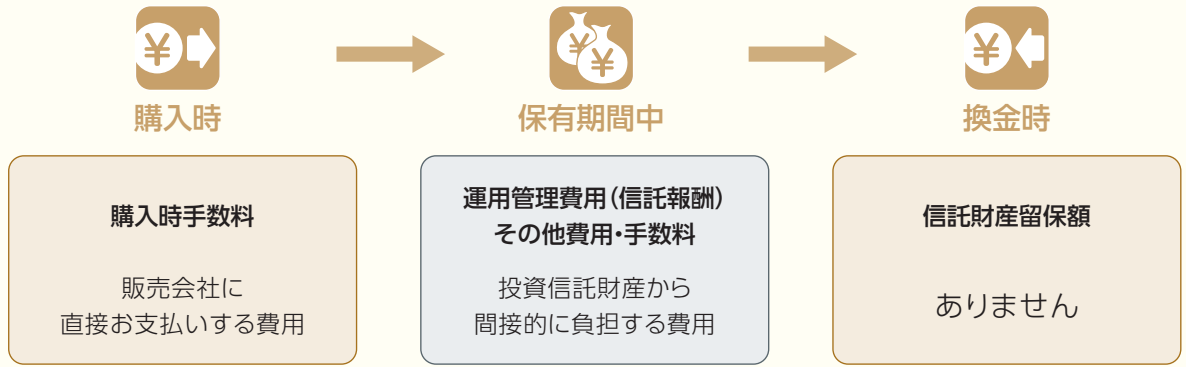 購入時
保有期間中
換金時
購入時手数料
販売会社に
直接お支払いする費用
運用管理費用(信託報酬)
その他費用・手数料
投資信託財産から
間接的に負担する費用
信託財産留保額
ありません